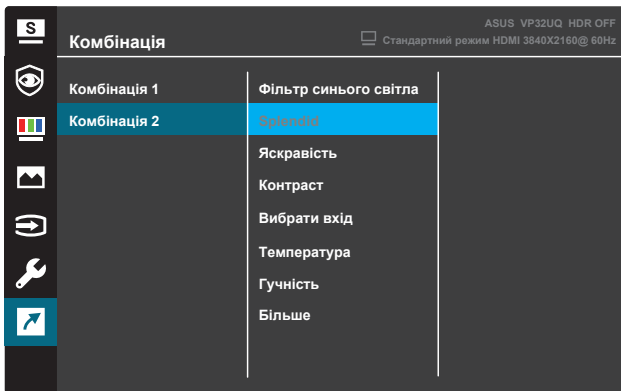 S
ASUS VP32UQ HDR OFF
Комбінація
Стандартний режим HDMI 3840X2160@ 60Hz
Комбінація 1
Фільтр синього світла
Комбінація 2
Splendid
Яскравість
Контраст
Вибрати вхід
Температура
Гучність
Більше